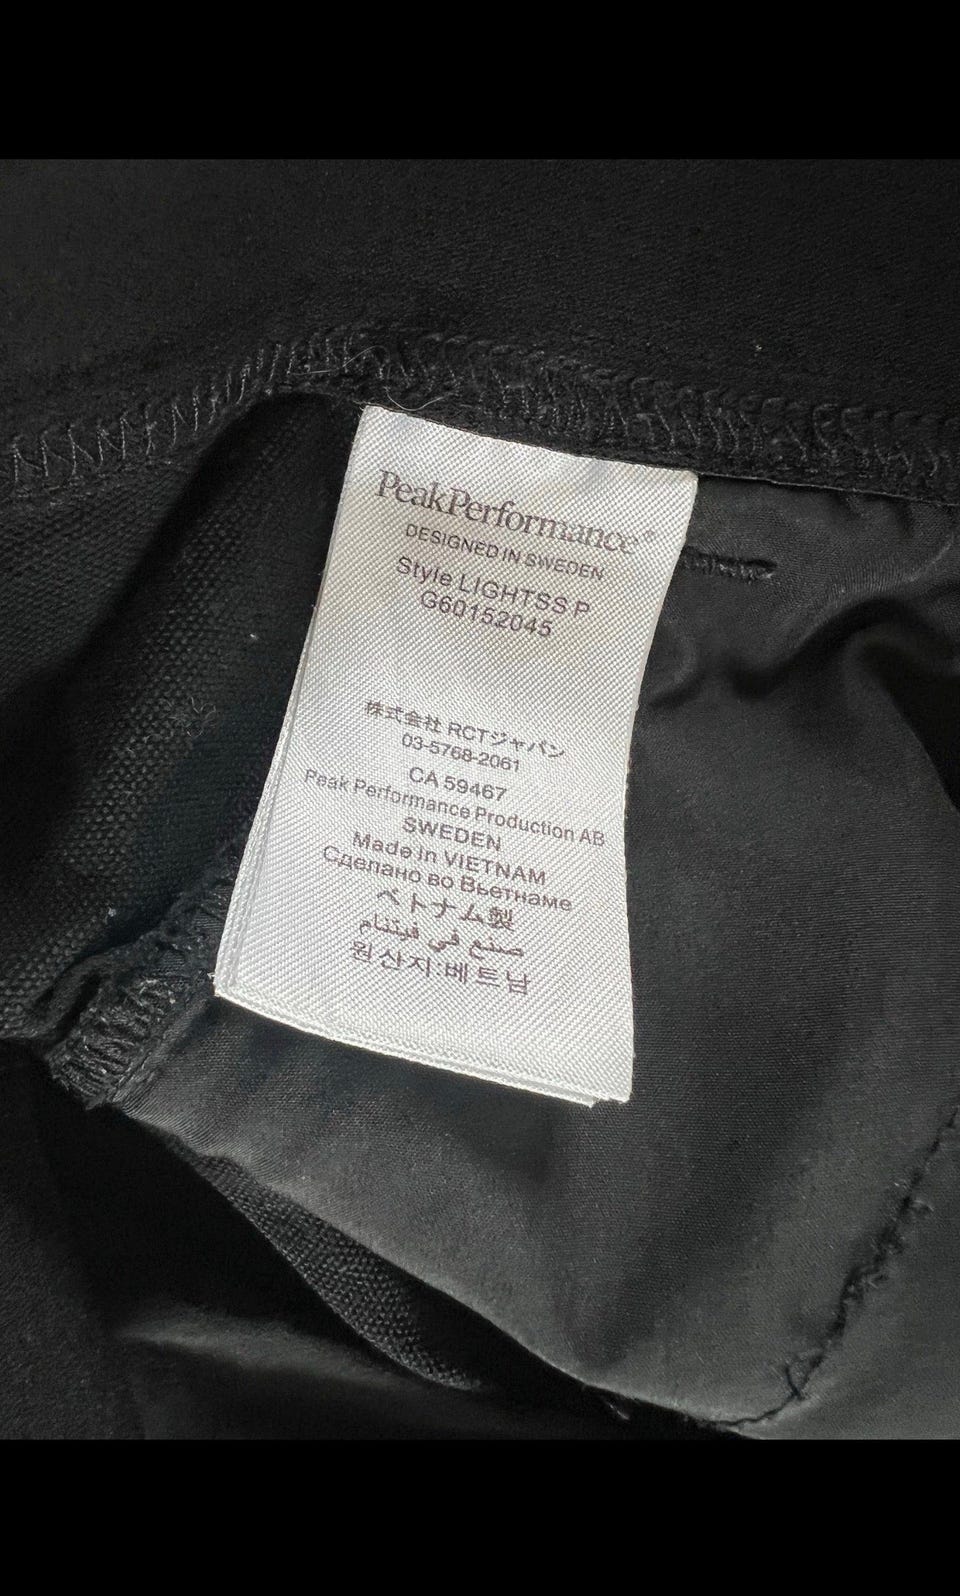 PeakPerformance®
DESIGNED IN SWEDEN
Style LIGHTSS P
G60152045
株式会社 RCTジャパン
03-5768-2061
CA 59467
Peak Performance Production AB
SWEDEN
Made in VIETNAM
Сделано во Вьетнаме
ベトナム製
صنع في فيتنام
원산지:베트남